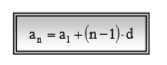 aₙ = a₁ + (n−1)·d